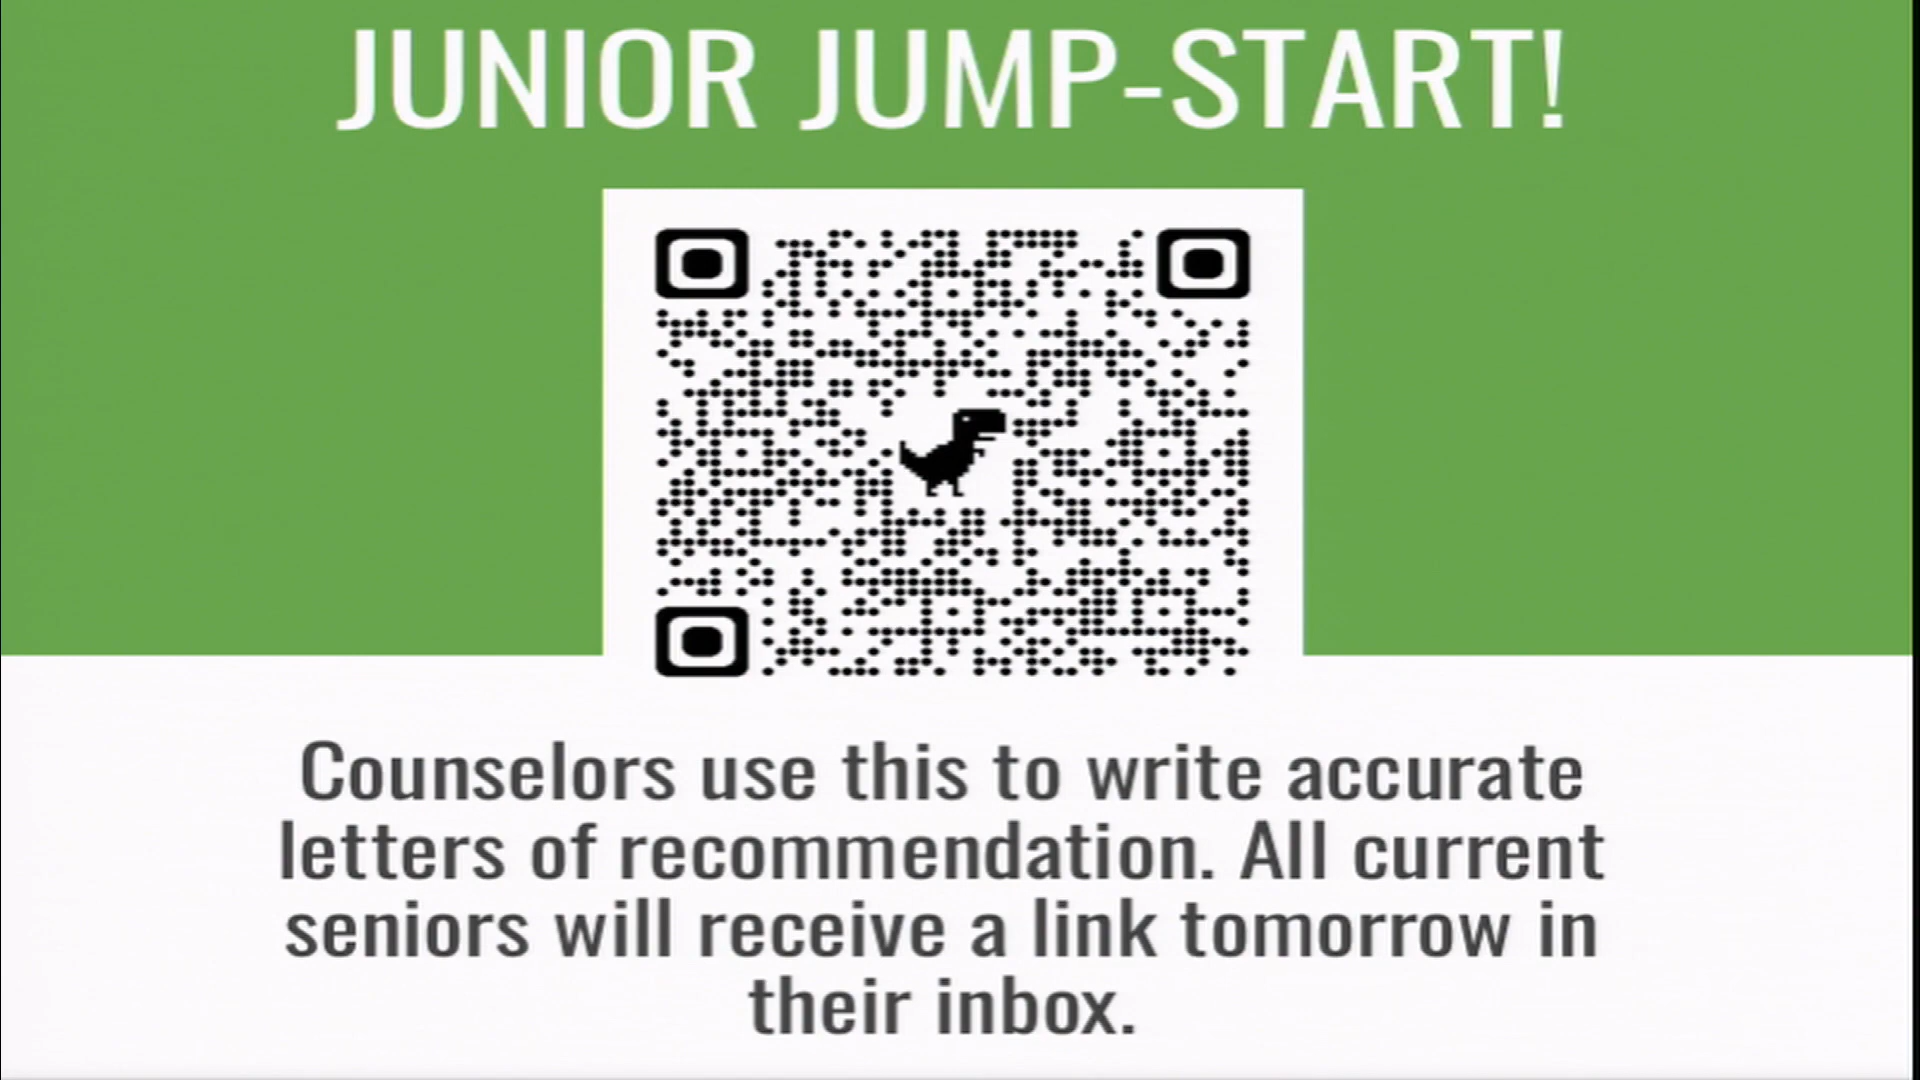 JUNIOR JUMP-START!
Counselors use this to write accurate
letters of recommendation. All current
seniors will receive a link tomorrow in
their inbox.